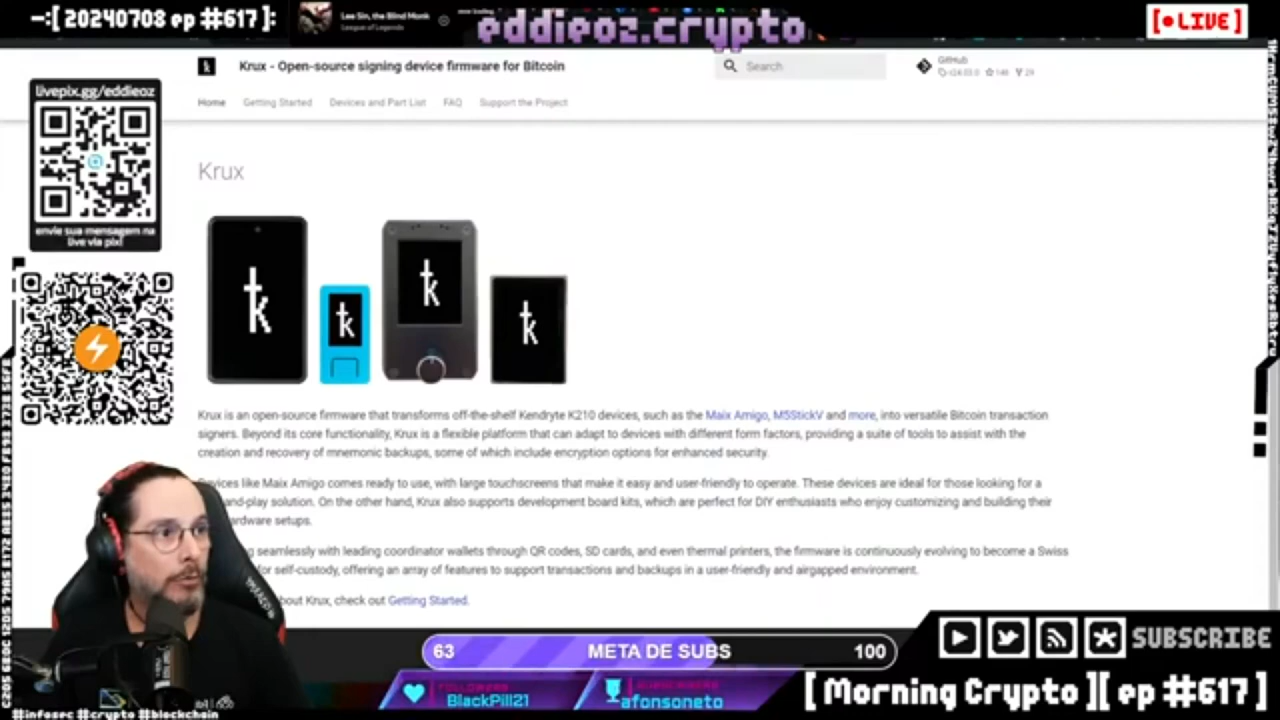 -:[ 20240708 ep #617 ]:
Lee Sin, the Blind Monk
League of Legends
eddieoz.crypto
[•LIVE]
Krux - Open-source signing device firmware for Bitcoin
Search
GitHub
Home Getting Started Devices and Part List FAQ Support the Project
livepix.gg/eddieoz
envie sua mensagem na
live via pix!
Krux
Krux is an open-source firmware that transforms off-the-shelf Kendryte K210 devices, such as the Maix Amigo, M5StickV and more, into versatile Bitcoin transaction
signers. Beyond its core functionality, Krux is a flexible platform that can adapt to devices with different form factors, providing a suite of tools to assist with the
creation and recovery of mnemonic backups, some of which include encryption options for enhanced security.
Devices like Maix Amigo comes ready to use, with large touchscreens that make it easy and user-friendly to operate. These devices are ideal for those looking for a
and-play solution. On the other hand, Krux also supports development board kits, which are perfect for DIY enthusiasts who enjoy customizing and building their
ardware setups.
g seamlessly with leading coordinator wallets through QR codes, SD cards, and even thermal printers, the firmware is continuously evolving to become a Swiss
for self-custody, offering an array of features to support transactions and backups in a user-friendly and airgapped environment.
bout Krux, check out Getting Started.
63 META DE SUBS 100
BlackPill21
afonsoneto
SUBSCRIBE
[ Morning Crypto ][ ep #617 ]
#infosec #crypto #blockchain